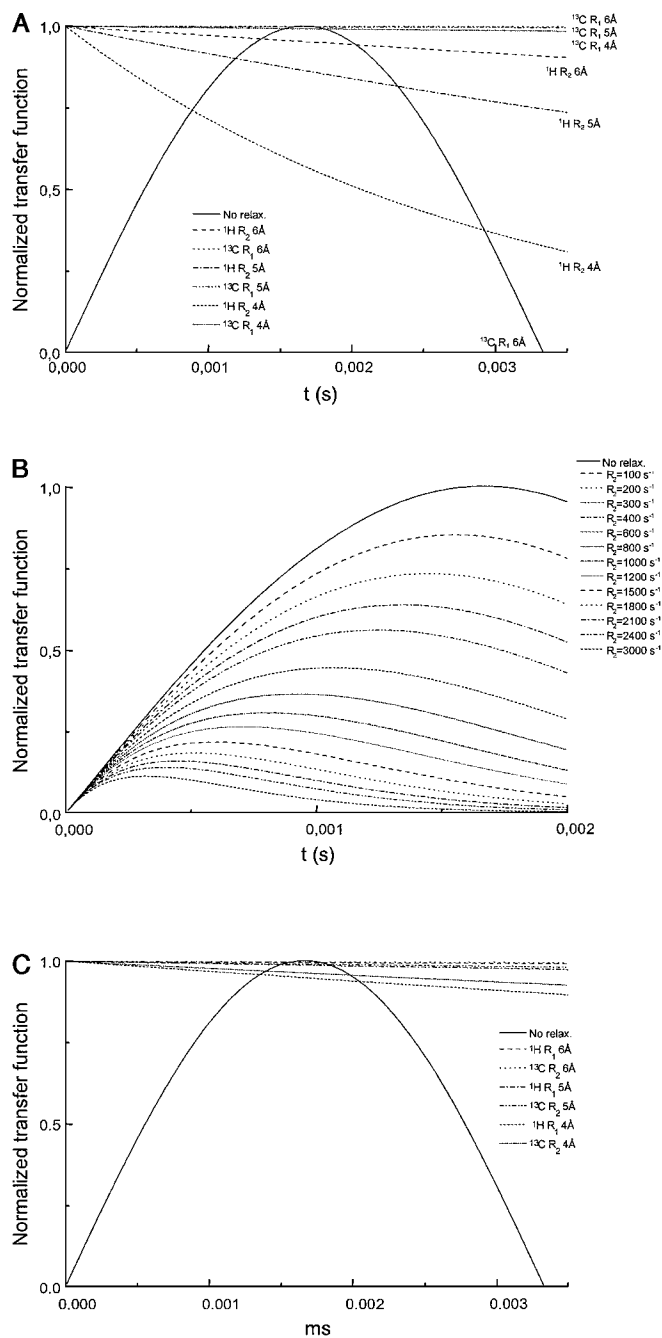 A
Normalized transfer function
1,0
0,5
0,0
¹³C R₁ 6Å
¹³C R₁ 5Å
¹³C R₁ 4Å
¹H R₂ 6Å
¹H R₂ 5Å
¹H R₂ 4Å
¹³C R₁ 6Å
No relax.
¹H R₂ 6Å
¹³C R₁ 6Å
¹H R₂ 5Å
¹³C R₁ 5Å
¹H R₂ 4Å
¹³C R₁ 4Å
0,000 0,001 0,002 0,003
t (s)
B
Normalized transfer function
1,0
0,5
0,0
No relax.
R₂=100 s⁻¹
R₂=200 s⁻¹
R₂=300 s⁻¹
R₂=400 s⁻¹
R₂=600 s⁻¹
R₂=800 s⁻¹
R₂=1000 s⁻¹
R₂=1200 s⁻¹
R₂=1500 s⁻¹
R₂=1800 s⁻¹
R₂=2100 s⁻¹
R₂=2400 s⁻¹
R₂=3000 s⁻¹
0,000 0,001 0,002
t (s)
C
Normalized transfer function
1.0
0.5
0.0
No relax.
¹H R₁ 6Å
¹³C R₂ 6Å
¹H R₁ 5Å
¹³C R₂ 5Å
¹H R₁ 4Å
¹³C R₂ 4Å
0.000 0.001 0.002 0.003
ms